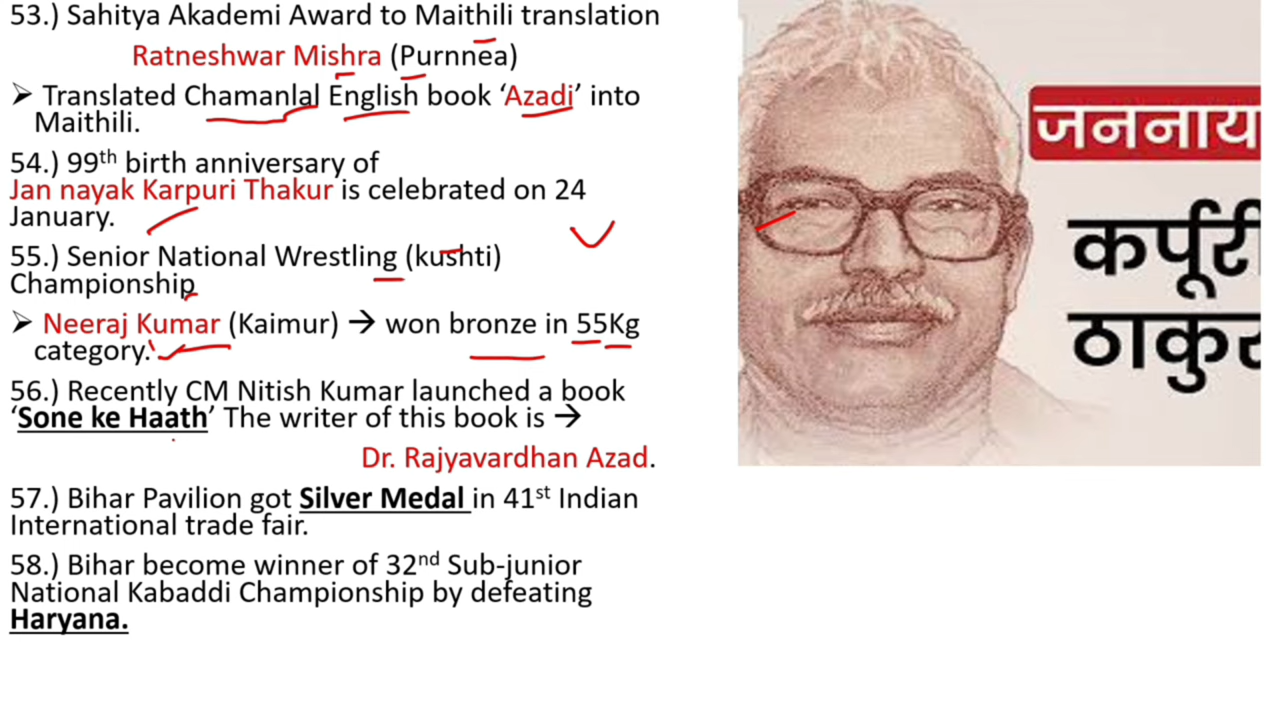 53.) Sahitya Akademi Award to Maithili translation
Ratneshwar Mishra (Purnnea)
➢ Translated Chamanlal English book ‘Azadi’ into
Maithili.
54.) 99th birth anniversary of
Jan nayak Karpuri Thakur is celebrated on 24
January.
55.) Senior National Wrestling (kushti)
Championship
➢ Neeraj Kumar (Kaimur) → won bronze in 55Kg
category.
56.) Recently CM Nitish Kumar launched a book
‘Sone ke Haath’ The writer of this book is →
Dr. Rajyavardhan Azad.
57.) Bihar Pavilion got Silver Medal in 41st Indian
International trade fair.
58.) Bihar become winner of 32nd Sub-junior
National Kabaddi Championship by defeating
Haryana.
जननाय
कर्पूरी
ठाकुर